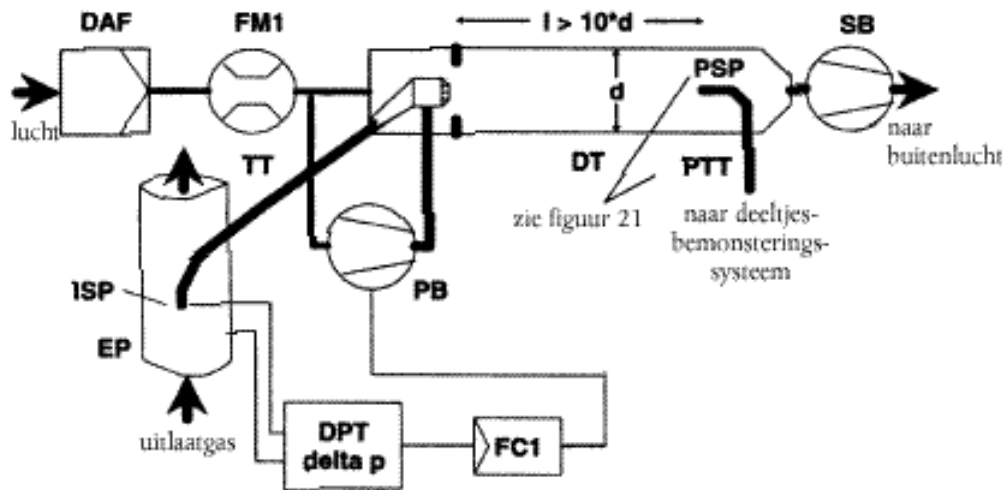 DAF
FM1
l > 10*d
SB
PSP
d
lucht
naar
buitenlucht
TT
DT
PTT
zie figuur 21
naar deeltjes-
bemonsterings-
systeem
ISP
PB
EP
uitlaatgas
DPT
delta p
FC1